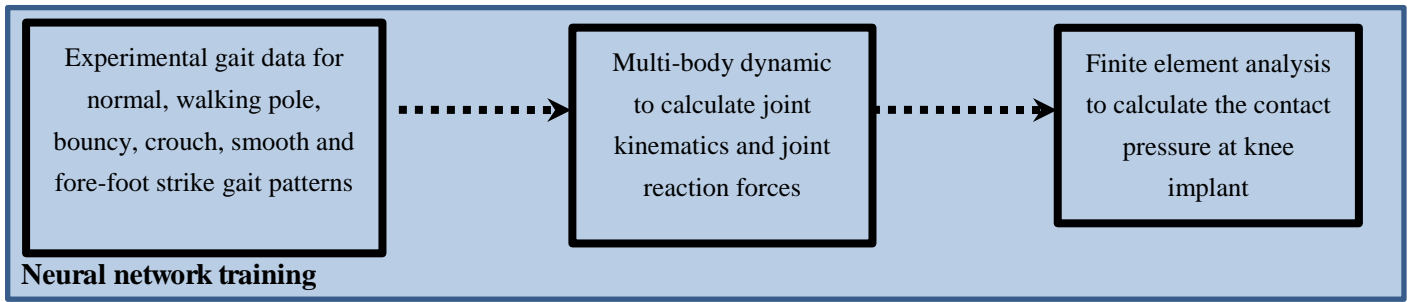 Experimental gait data for
normal, walking pole,
bouncy, crouch, smooth and
fore-foot strike gait patterns
Multi-body dynamic
to calculate joint
kinematics and joint
reaction forces
Finite element analysis
to calculate the contact
pressure at knee
implant
Neural network training